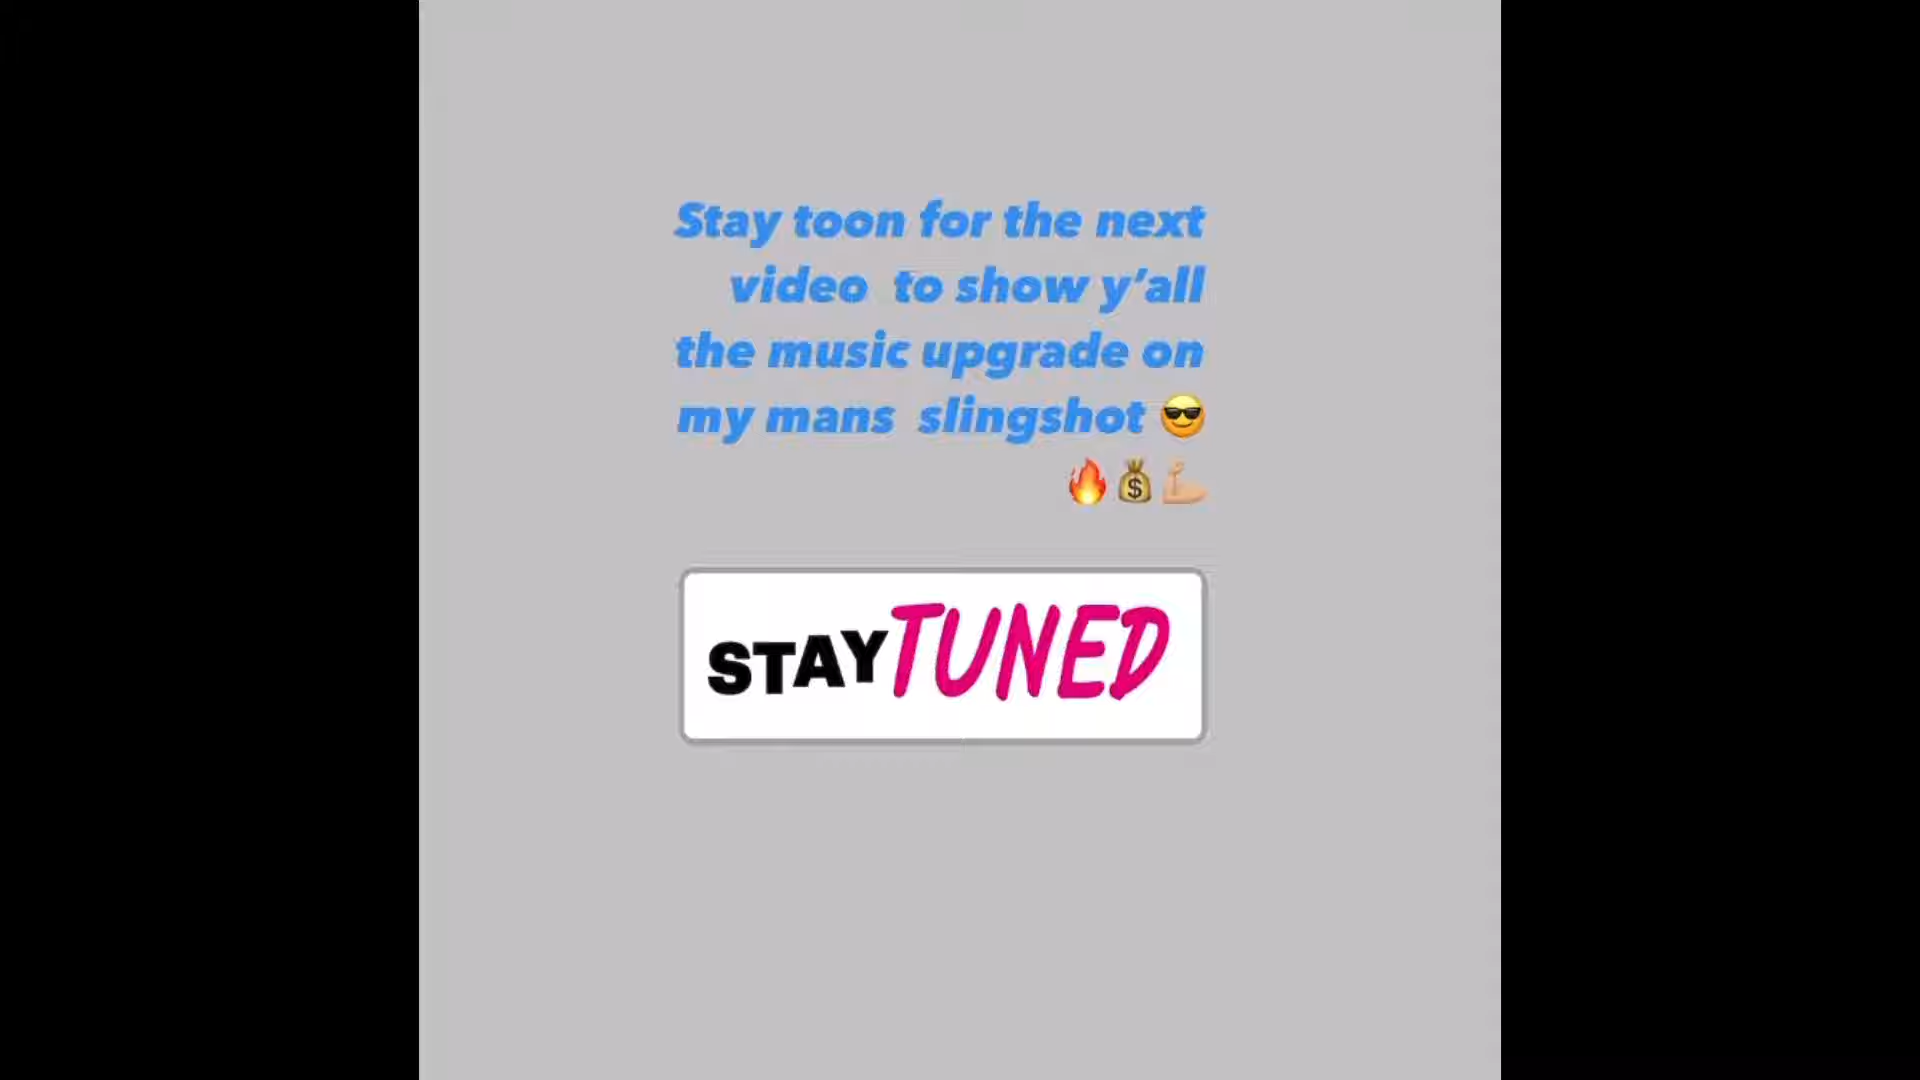 Stay toon for the next
video  to show y’all
the music upgrade on
my mans  slingshot 😎
🔥💰💪🏼
STAY TUNED